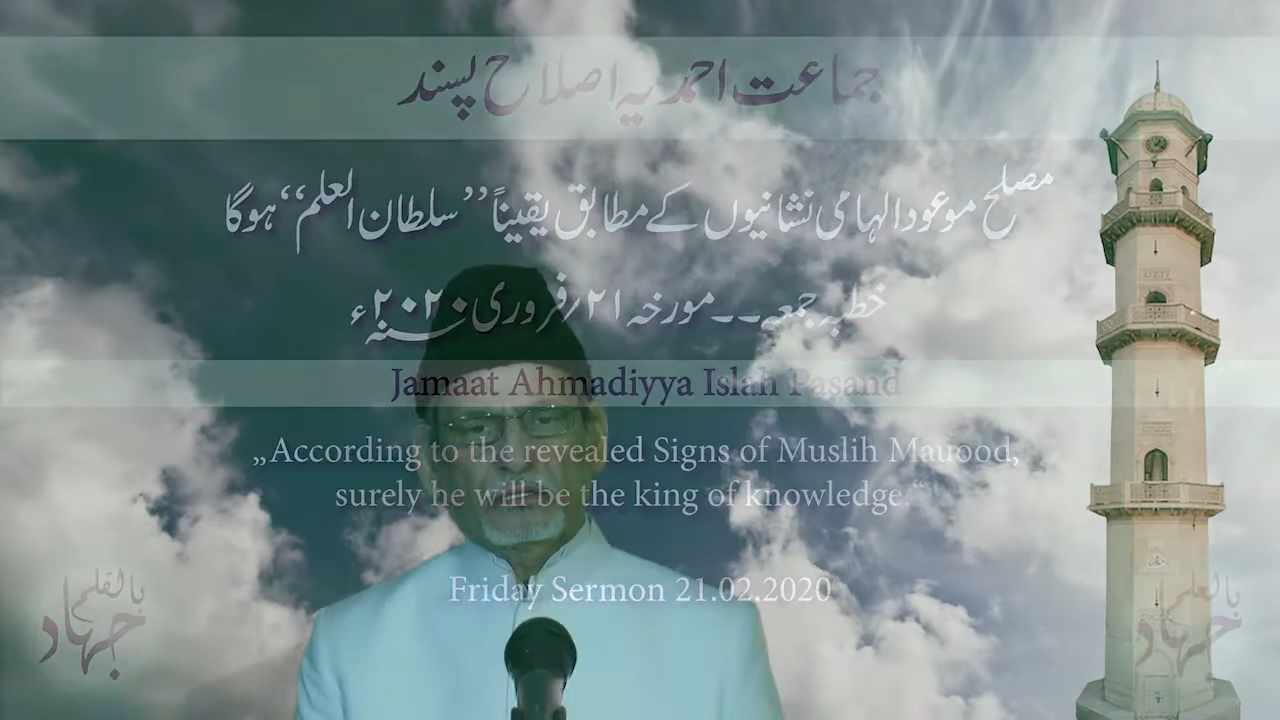 جماعت احمدیہ اصلاح پسند
مصلح موعود الہامی نشانیوں کے مطابق یقیناً ”سلطان العلم“ ہوگا
خطبہ جمعہ ۔۔ مورخہ ۲۱/فروری ۲۰۲۰ء
Jamaat Ahmadiyya Islah Pasand
„According to the revealed Signs of Muslih Mauood,
surely he will be the king of knowledge.“
Friday Sermon 21.02.2020
جہاد بالقلم
جہاد بالعلم